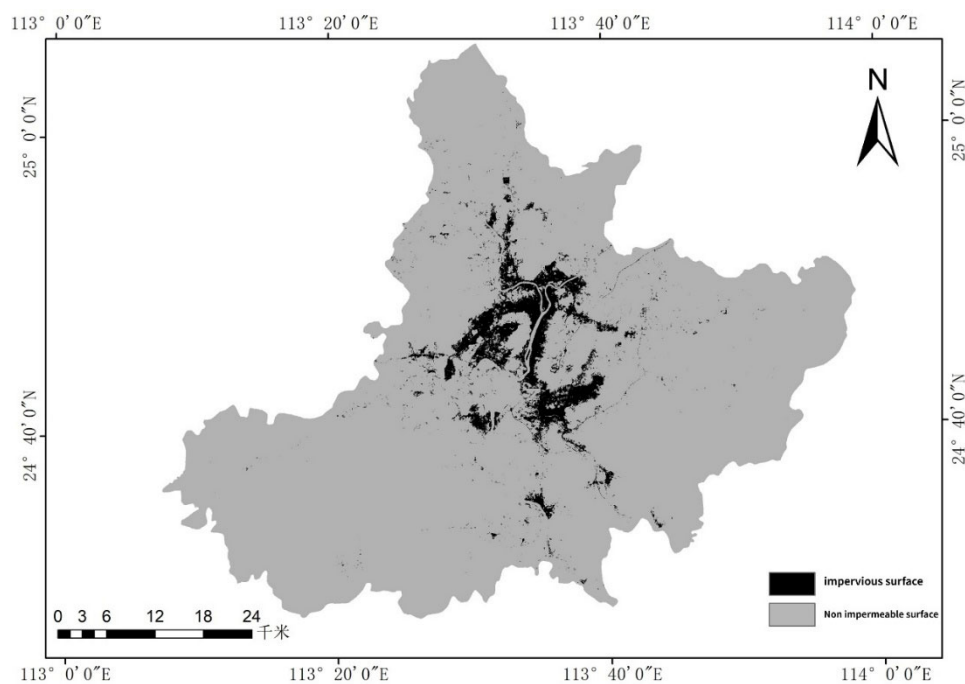 113° 0'0"E 113° 20'0"E 113° 40'0"E 114° 0'0"E
N
25° 0'0"N
25° 0'0"N
24° 40'0"N
24° 40'0"N
impervious surface
Non impermeable surface
0 3 6 12 18 24
千米
113° 0'0"E 113° 20'0"E 113° 40'0"E 114° 0'0"E